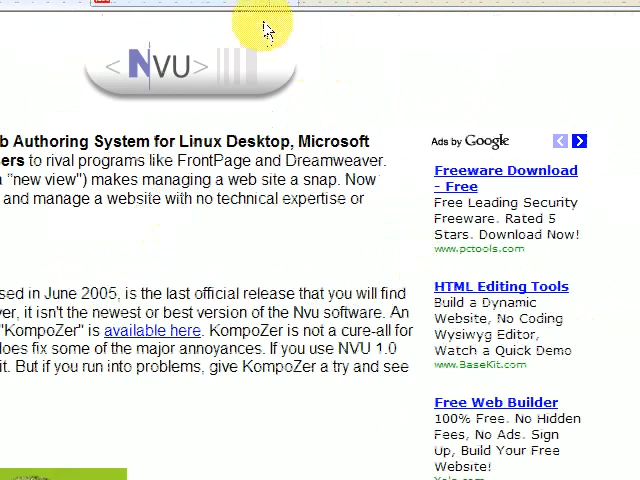 < NVU >
b Authoring System for Linux Desktop, Microsoft
sers to rival programs like FrontPage and Dreamweaver.
a "new view") makes managing a web site a snap. Now
and manage a website with no technical expertise or
sed in June 2005, is the last official release that you will find
ver, it isn't the newest or best version of the Nvu software. An
"KompoZer" is available here. KompoZer is not a cure-all for
does fix some of the major annoyances. If you use NVU 1.0
it. But if you run into problems, give KompoZer a try and see
Ads by Google
Freeware Download
- Free
Free Leading Security
Freeware. Rated 5
Stars. Download Now!
www.pctools.com
HTML Editing Tools
Build a Dynamic
Website, No Coding
Wysiwyg Editor,
Watch a Quick Demo
www.BaseKit.com
Free Web Builder
100% Free. No Hidden
Fees, No Ads. Sign
Up, Build Your Free
Website!